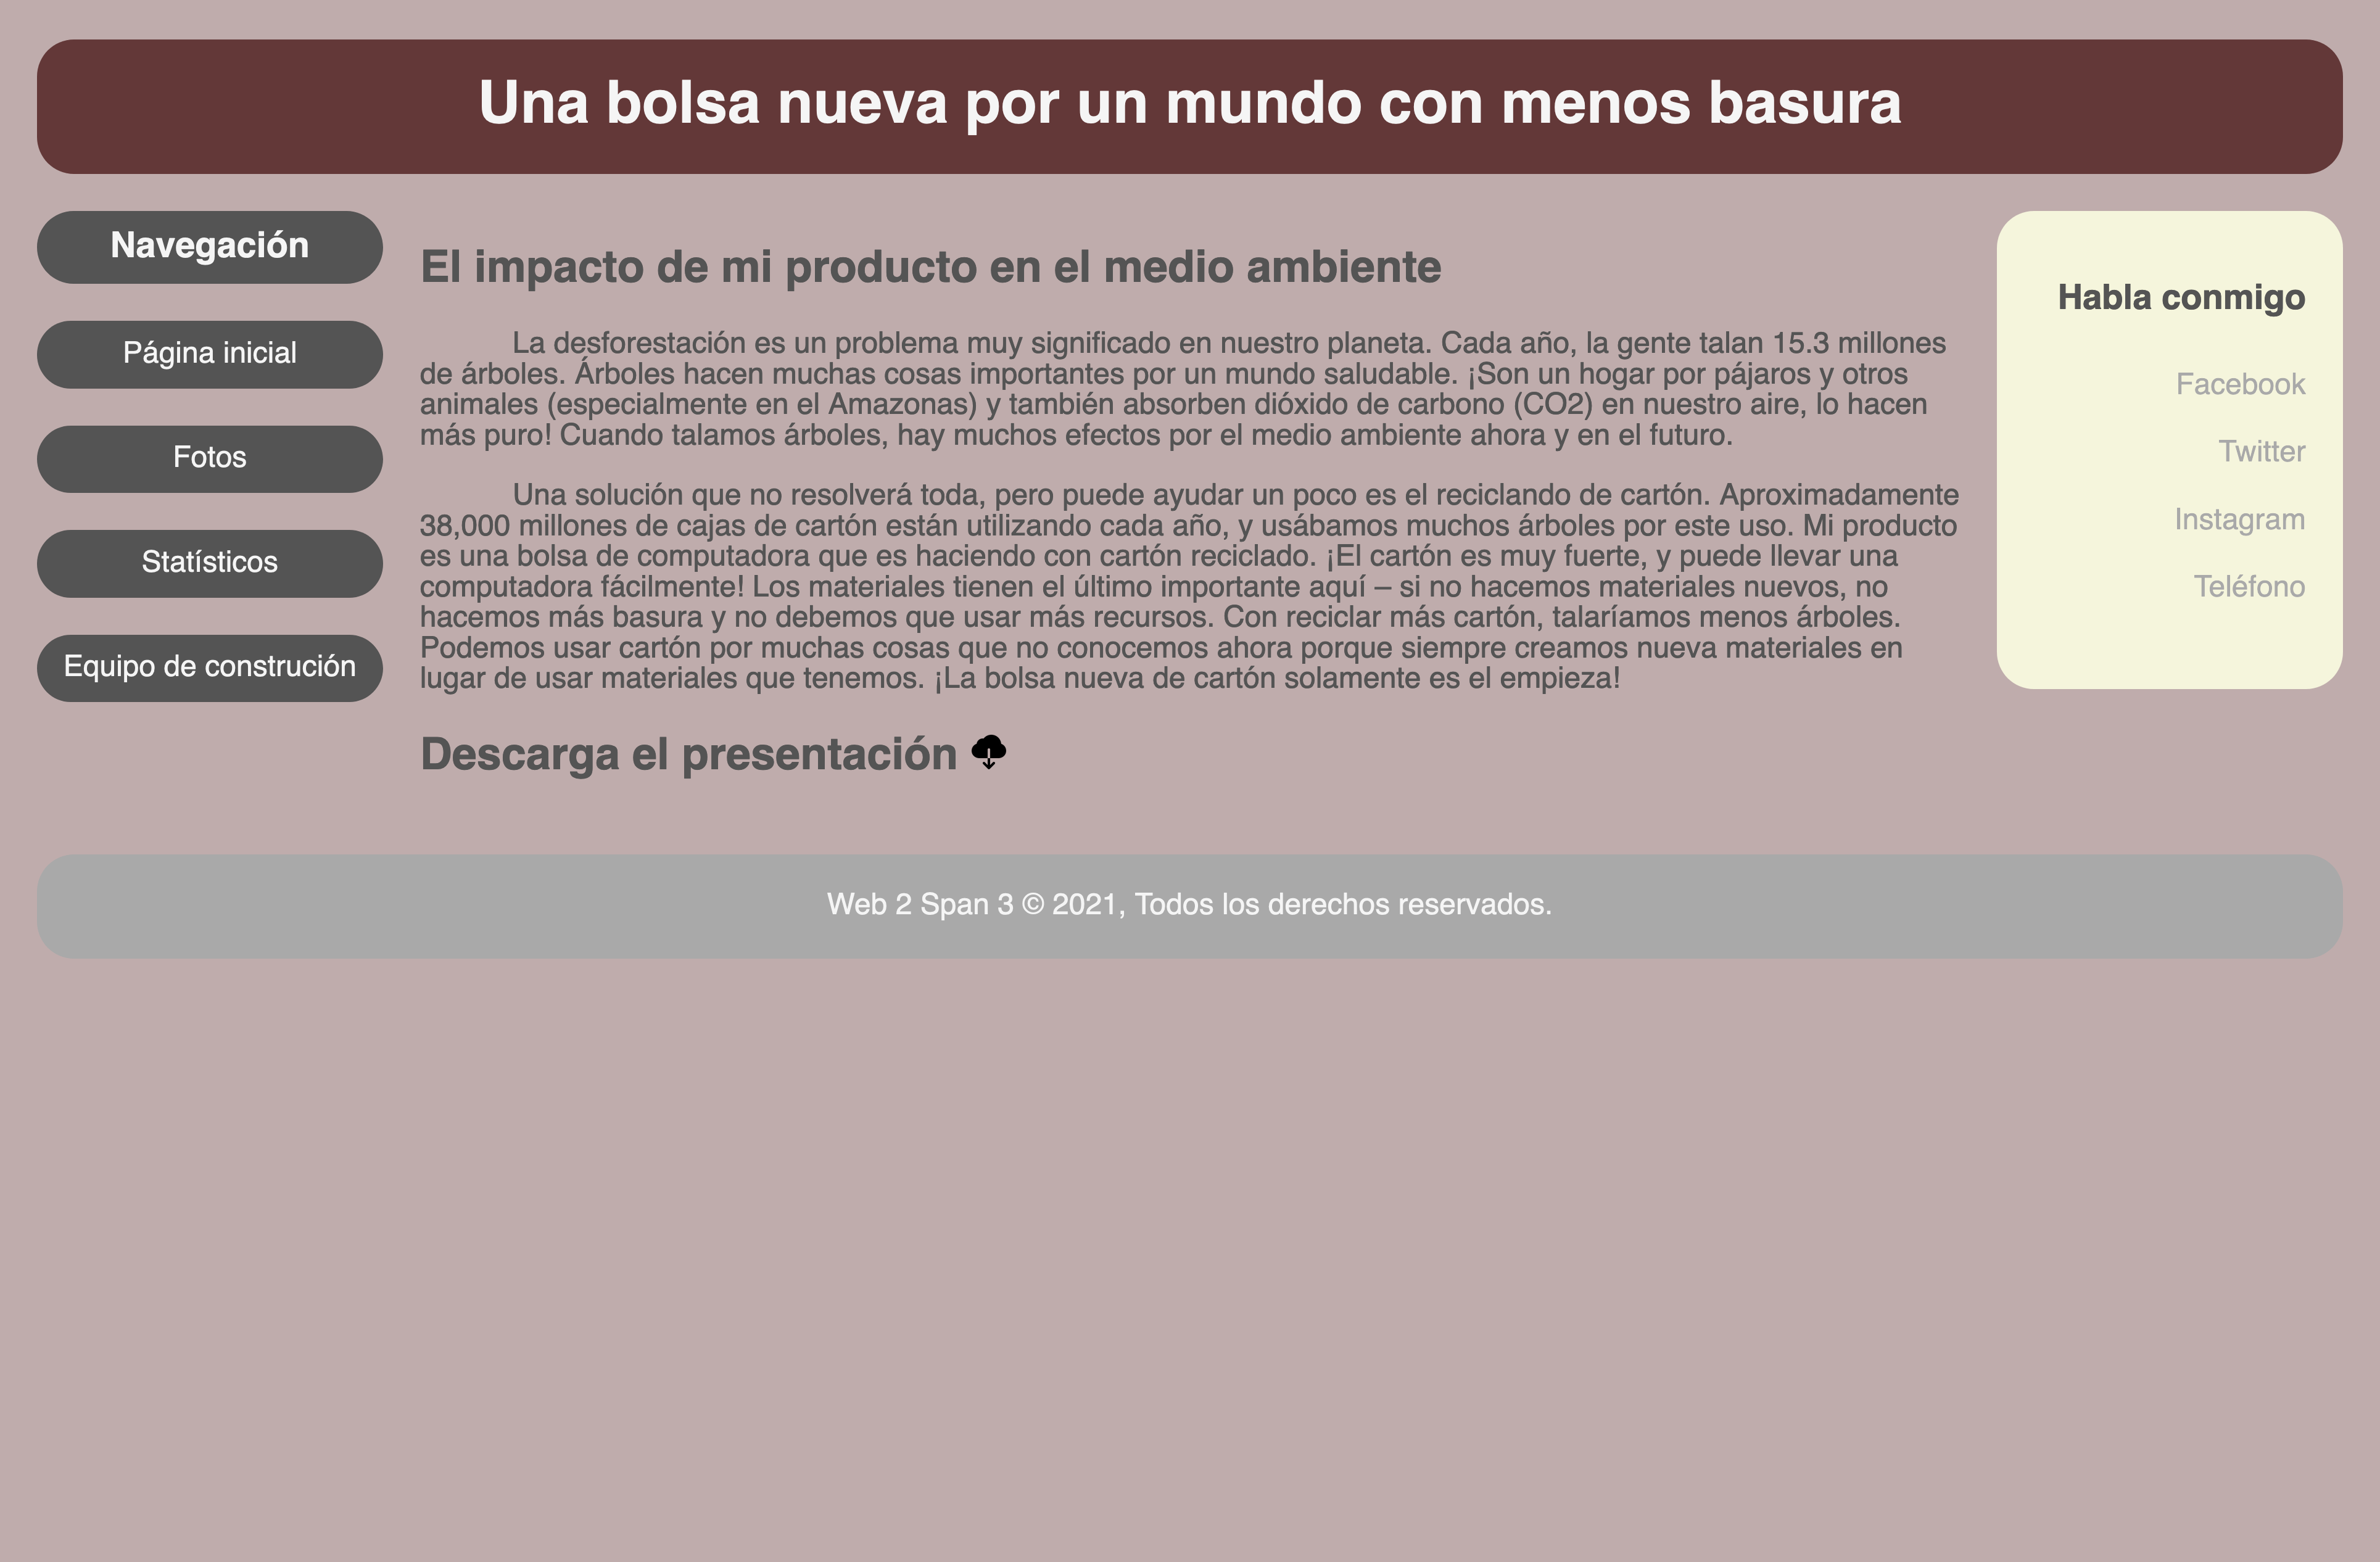 Una bolsa nueva por un mundo con menos basura
Navegación
Página inicial
Fotos
Statísticos
Equipo de construción
El impacto de mi producto en el medio ambiente
La desforestación es un problema muy significado en nuestro planeta. Cada año, la gente talan 15.3 millones
de árboles. Árboles hacen muchas cosas importantes por un mundo saludable. ¡Son un hogar por pájaros y otros
animales (especialmente en el Amazonas) y también absorben dióxido de carbono (CO2) en nuestro aire, lo hacen
más puro! Cuando talamos árboles, hay muchos efectos por el medio ambiente ahora y en el futuro.
Una solución que no resolverá toda, pero puede ayudar un poco es el reciclando de cartón. Aproximadamente
38,000 millones de cajas de cartón están utilizando cada año, y usábamos muchos árboles por este uso. Mi producto
es una bolsa de computadora que es haciendo con cartón reciclado. ¡El cartón es muy fuerte, y puede llevar una
computadora fácilmente! Los materiales tienen el último importante aquí – si no hacemos materiales nuevos, no
hacemos más basura y no debemos que usar más recursos. Con reciclar más cartón, talaríamos menos árboles.
Podemos usar cartón por muchas cosas que no conocemos ahora porque siempre creamos nueva materiales en
lugar de usar materiales que tenemos. ¡La bolsa nueva de cartón solamente es el empieza!
Descarga el presentación
Habla conmigo
Facebook
Twitter
Instagram
Teléfono
Web 2 Span 3 © 2021, Todos los derechos reservados.